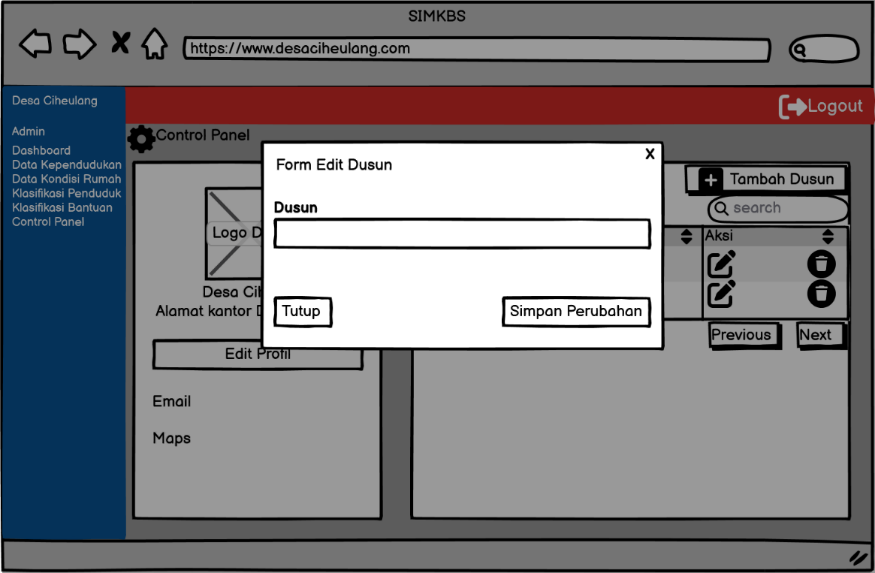 SIMKBS
https://www.desaciheulang.com
Desa Ciheulang
Logout
Admin
Dashboard
Data Kependudukan
Data Kondisi Rumah
Klasifikasi Penduduk
Klasifikasi Bantuan
Control Panel
Control Panel
Form Edit Dusun
X
Dusun
Tutup
Simpan Perubahan
Logo D
Desa Cih
Alamat kantor
Edit Profil
Email
Maps
Tambah Dusun
search
Aksi
Previous
Next